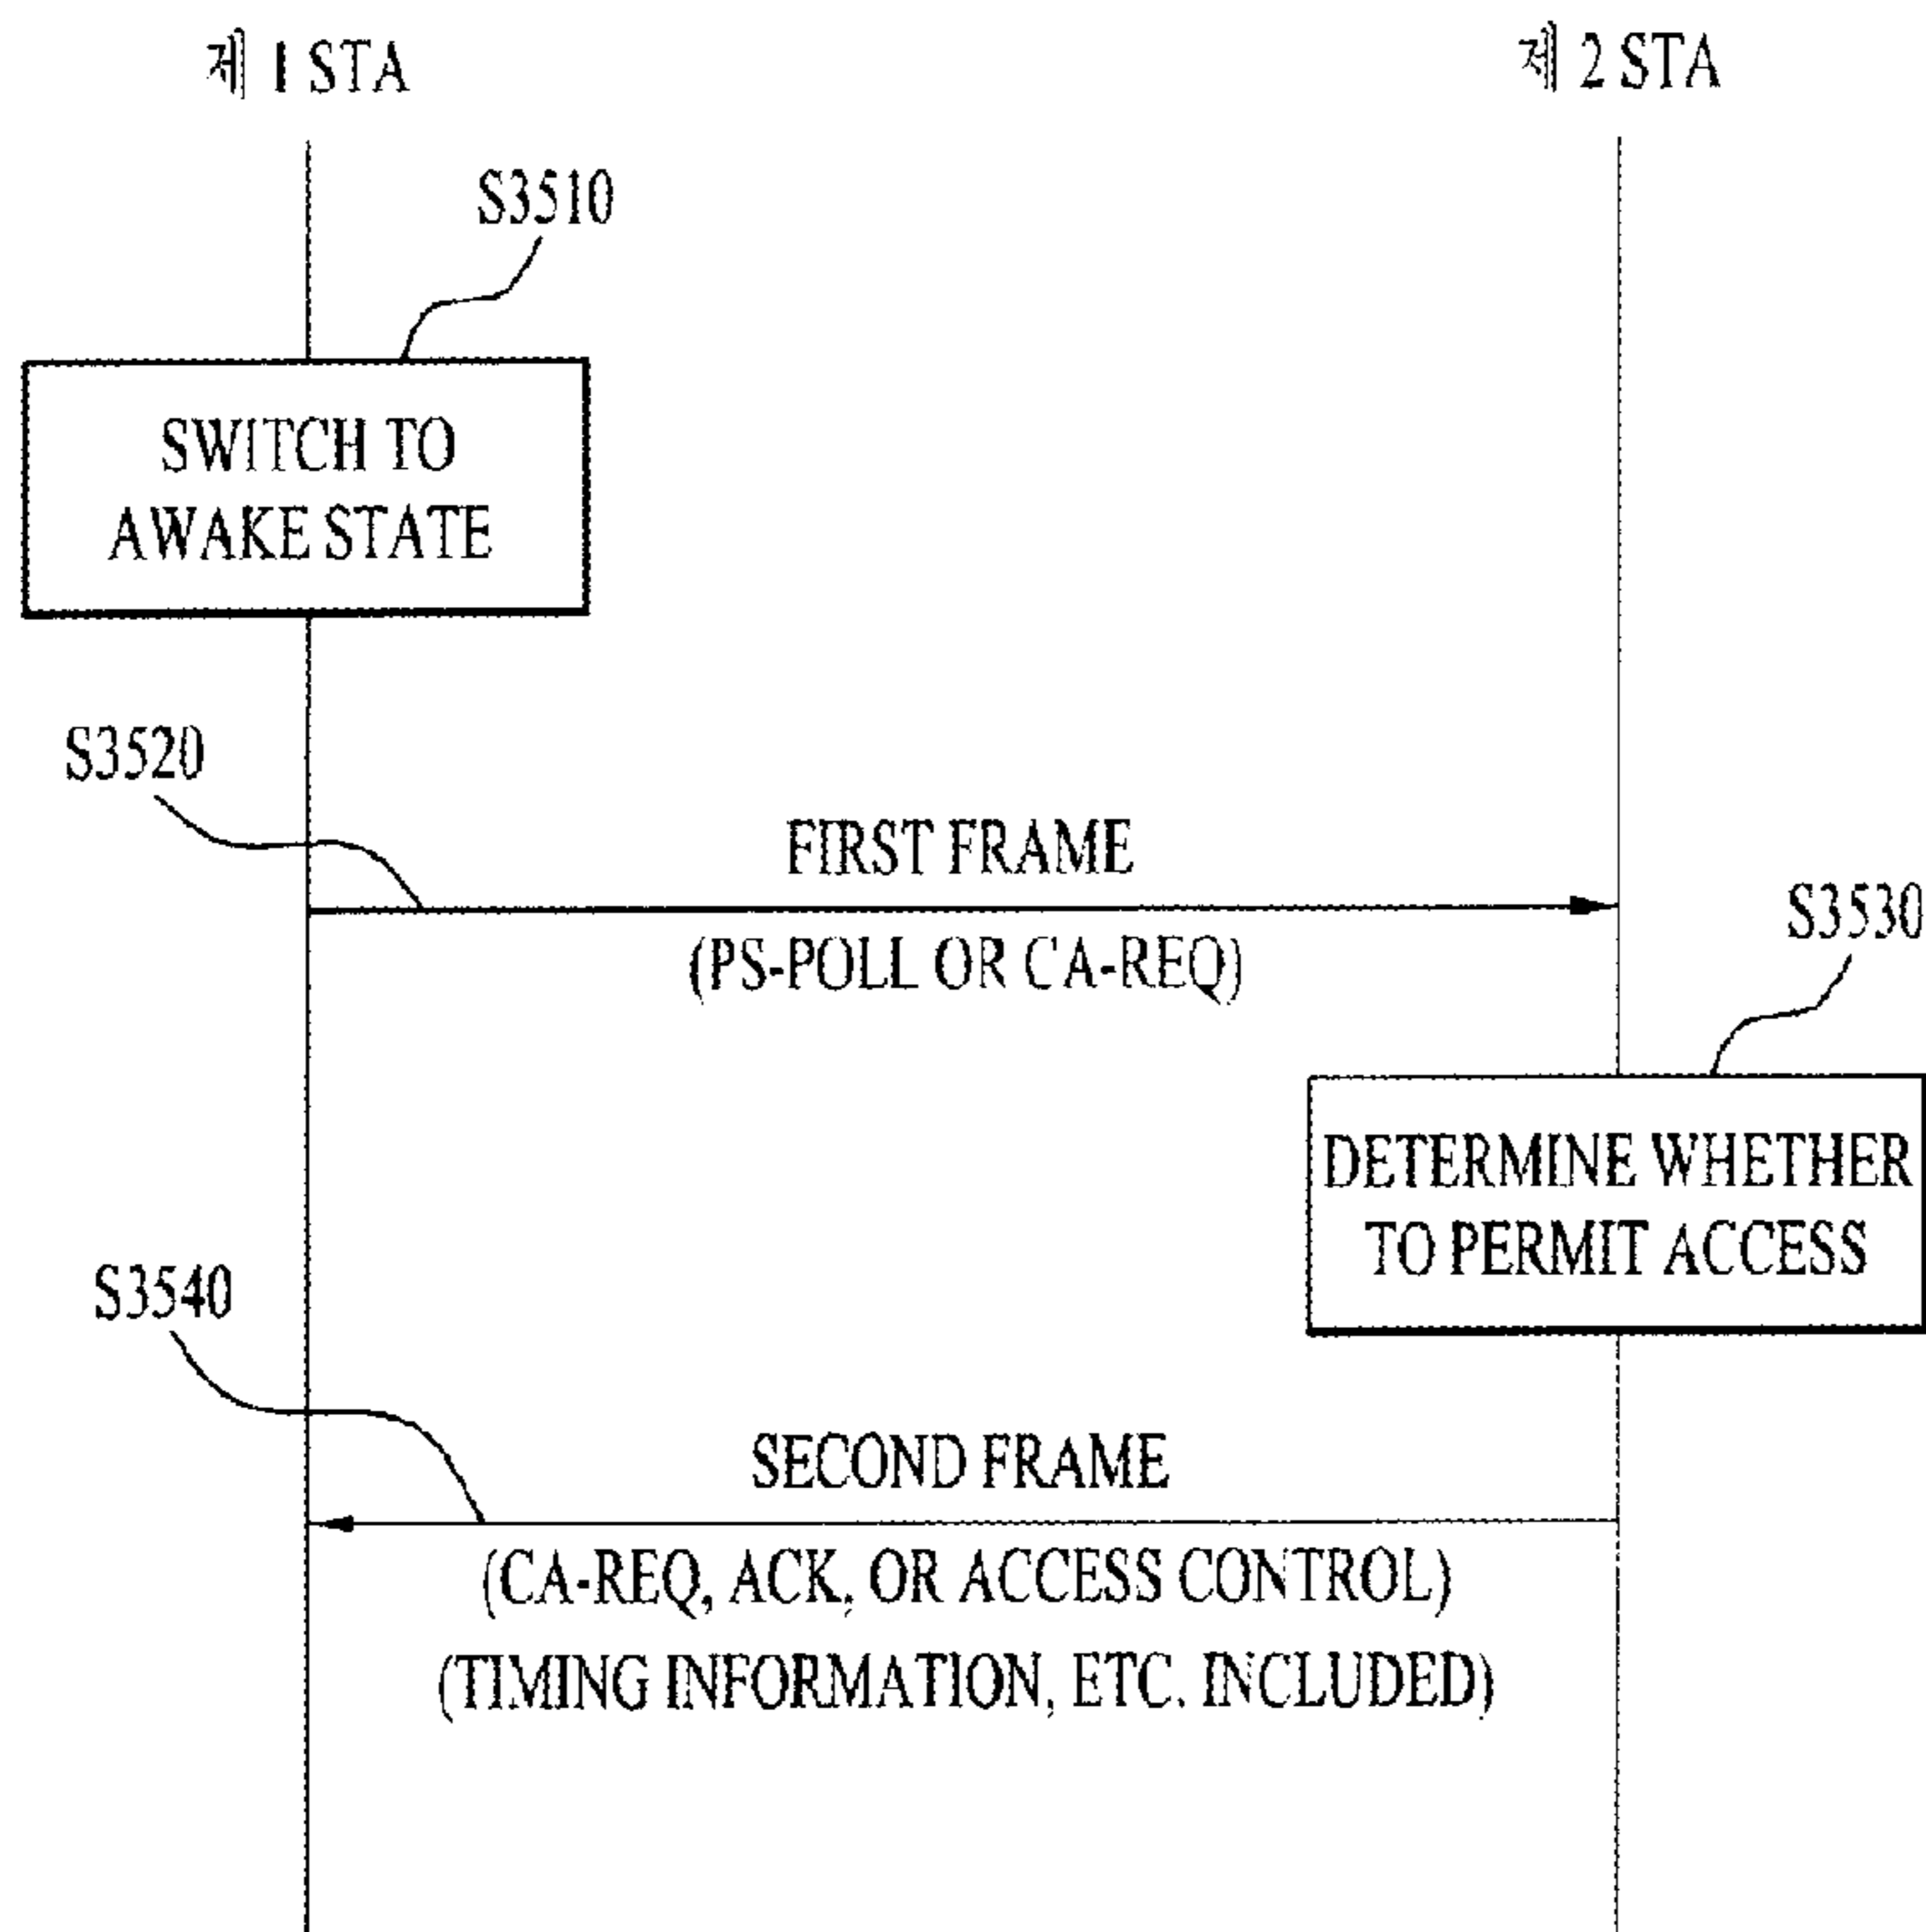 제 1 STA
제 2 STA
S3510
SWITCH TO
AWAKE STATE
S3520
FIRST FRAME
(PS-POLL OR CA-REQ)
S3530
DETERMINE WHETHER
TO PERMIT ACCESS
S3540
SECOND FRAME
(CA-REQ, ACK, OR ACCESS CONTROL)
(TIMING INFORMATION, ETC. INCLUDED)